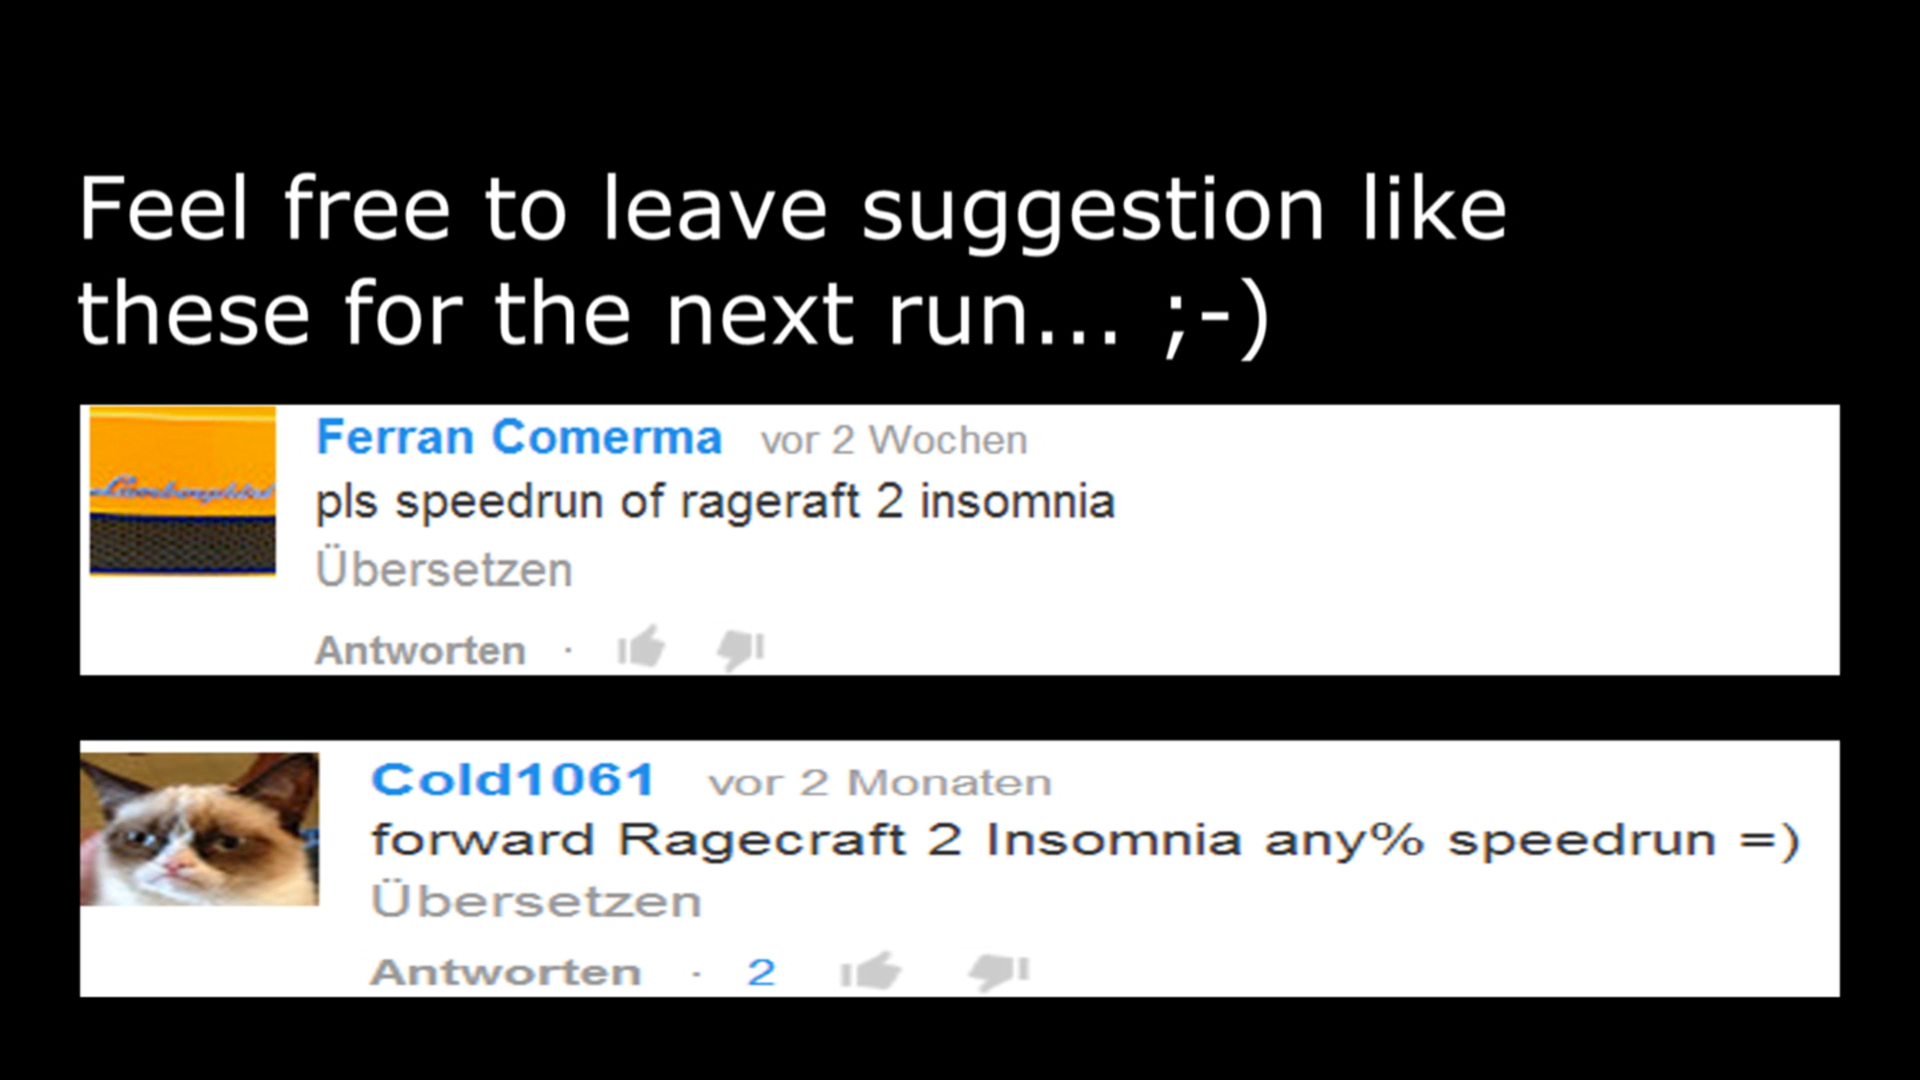 Feel free to leave suggestion like
these for the next run... ;-)
Lamborghini
Ferran Comerma vor 2 Wochen
pls speedrun of rageraft 2 insomnia
Übersetzen
Antworten ·
Cold1061 vor 2 Monaten
forward Ragecraft 2 Insomnia any% speedrun =)
Übersetzen
Antworten · 2